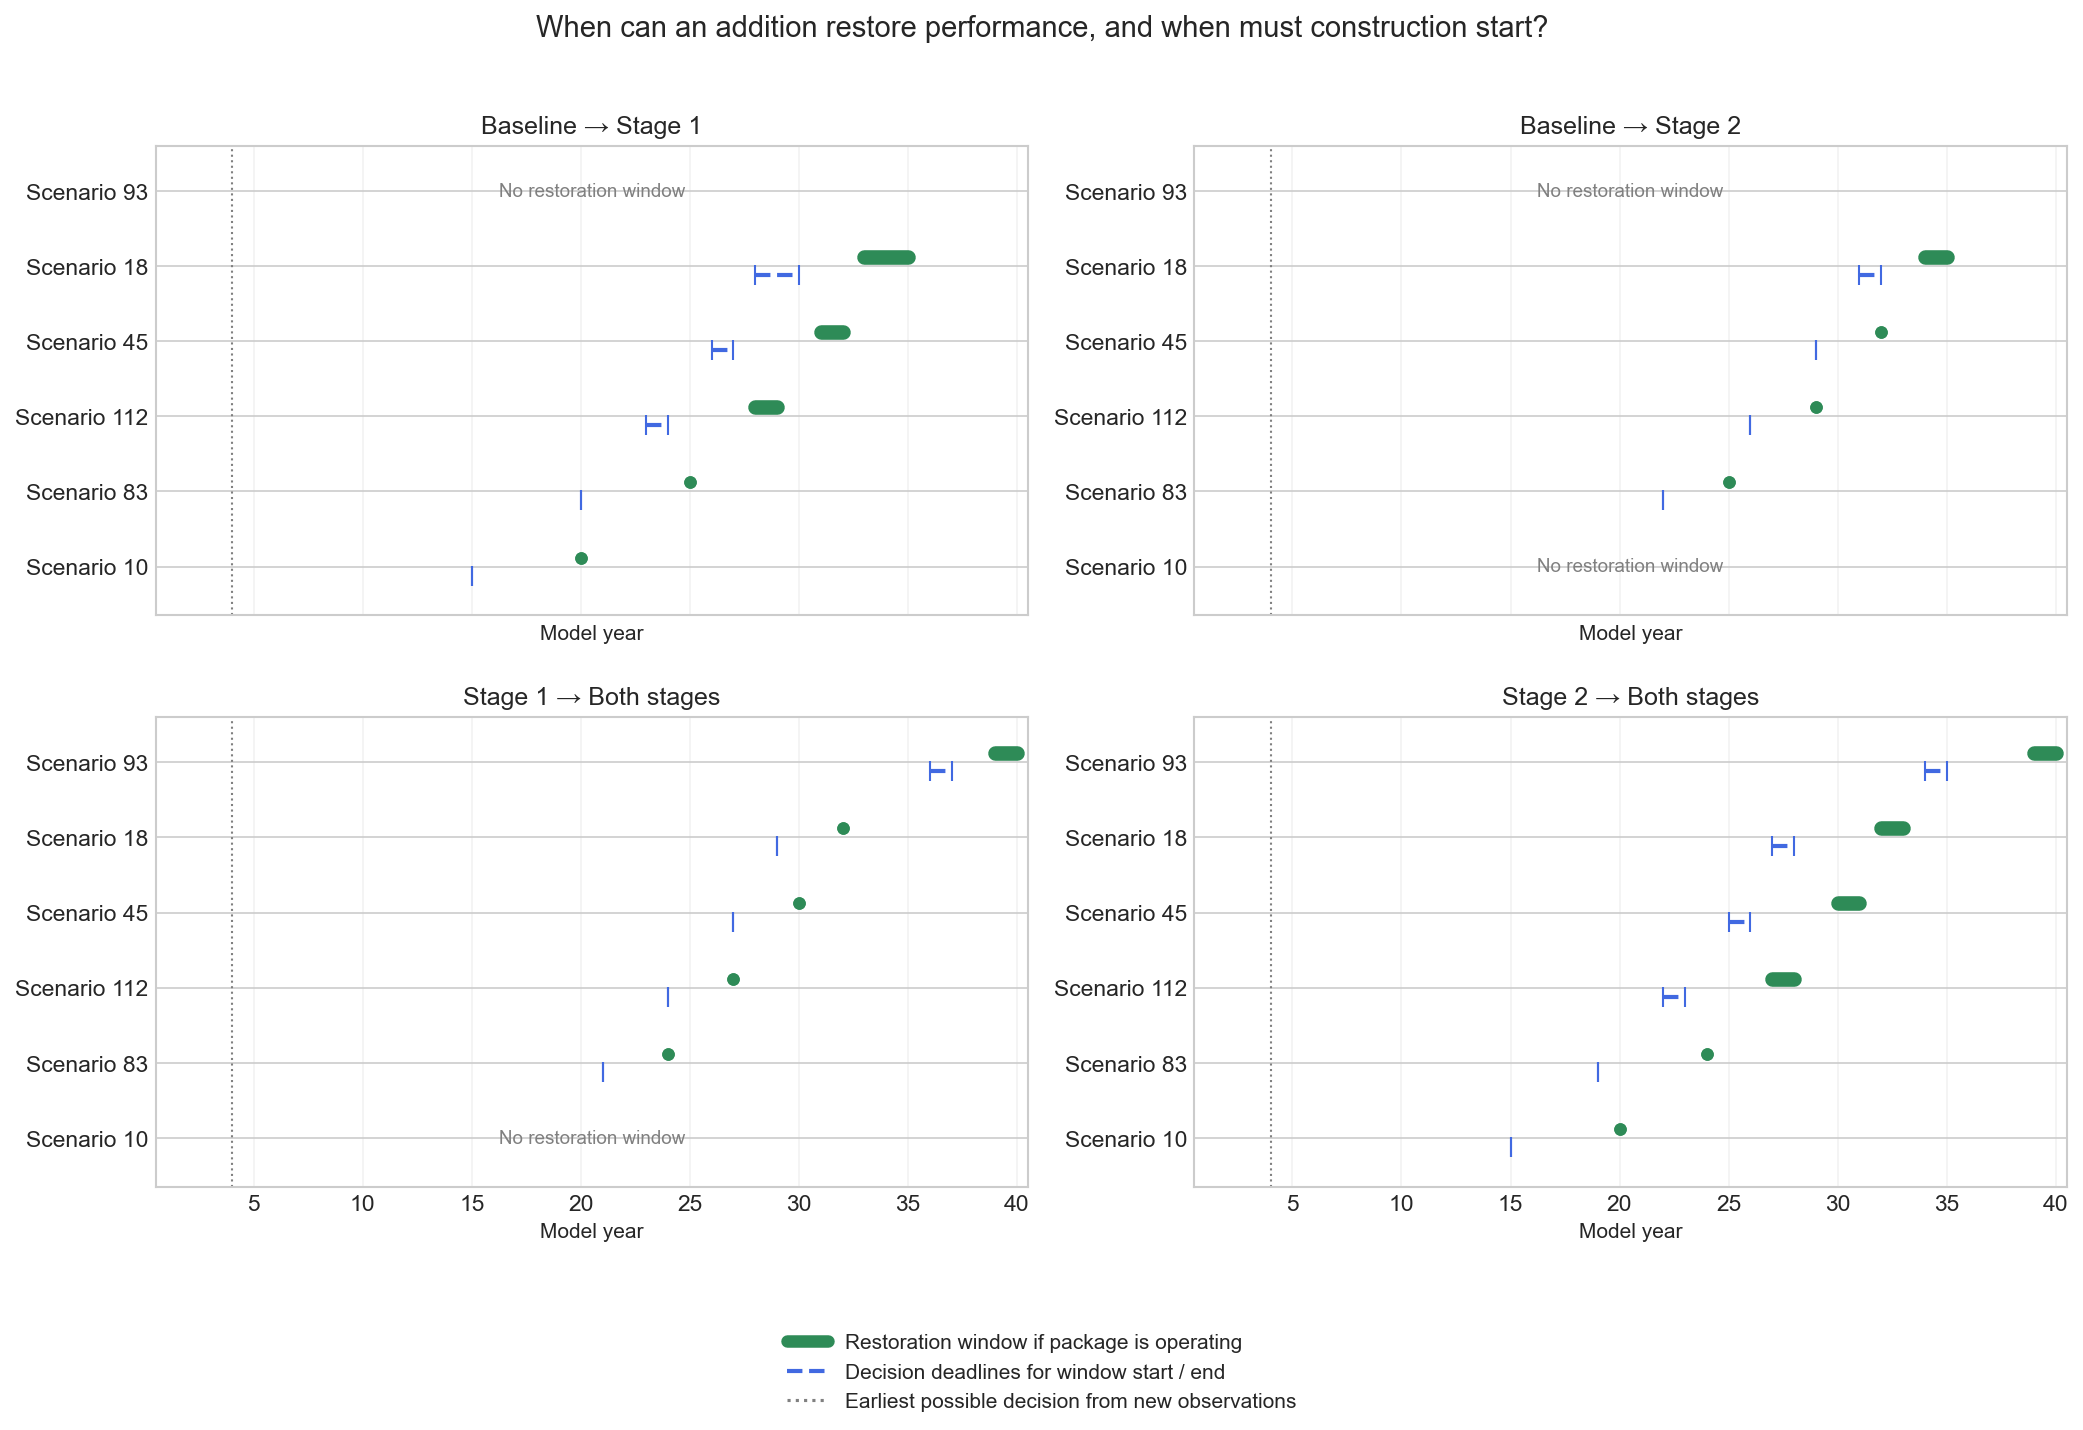 When can an addition restore performance, and when must construction start?
Baseline → Stage 1
Scenario 93
No restoration window
Scenario 18
Scenario 45
Scenario 112
Scenario 83
Scenario 10
Model year
Baseline → Stage 2
Scenario 93
No restoration window
Scenario 18
Scenario 45
Scenario 112
Scenario 83
Scenario 10
No restoration window
Model year
Stage 1 → Both stages
Scenario 93
Scenario 18
Scenario 45
Scenario 112
Scenario 83
Scenario 10
No restoration window
5 10 15 20 25 30 35 40
Model year
Stage 2 → Both stages
Scenario 93
Scenario 18
Scenario 45
Scenario 112
Scenario 83
Scenario 10
5 10 15 20 25 30 35 40
Model year
Restoration window if package is operating
Decision deadlines for window start / end
Earliest possible decision from new observations